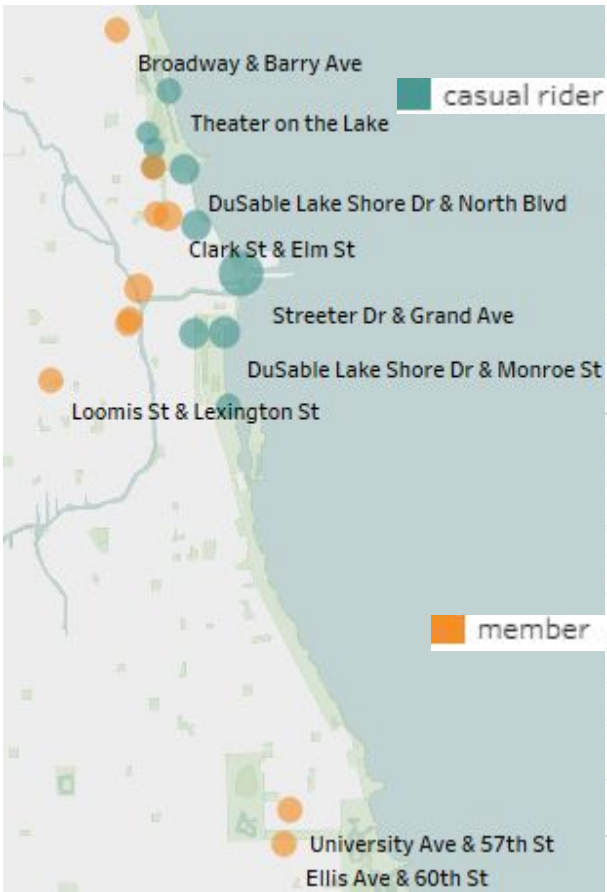 Broadway & Barry Ave
casual rider
Theater on the Lake
DuSable Lake Shore Dr & North Blvd
Clark St & Elm St
Streeter Dr & Grand Ave
DuSable Lake Shore Dr & Monroe St
Loomis St & Lexington St
member
University Ave & 57th St
Ellis Ave & 60th St